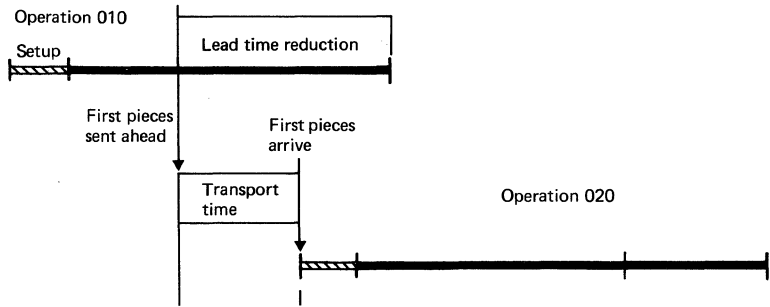 Operation 010
Lead time reduction
Setup
First pieces
sent ahead
First pieces
arrive
Transport
time
Operation 020